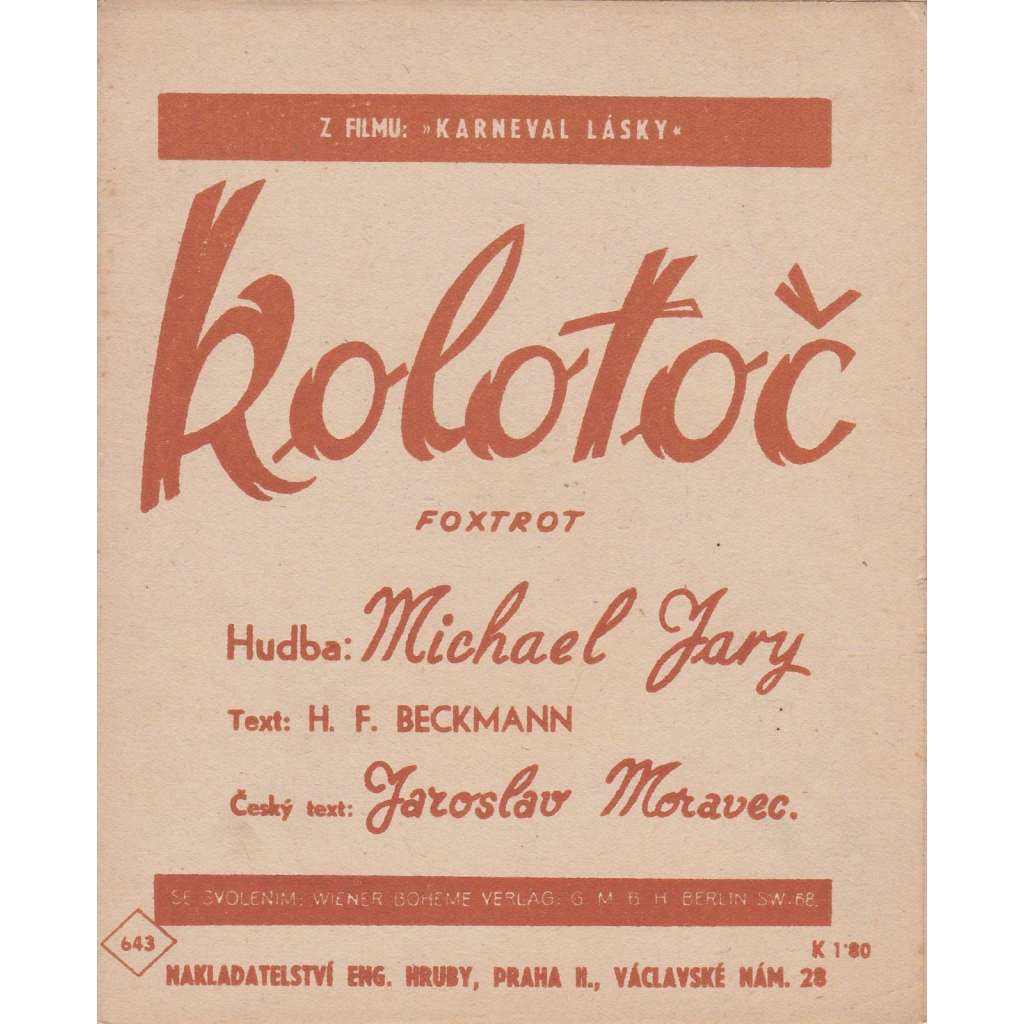 Z FILMU: »KARNEVAL LÁSKY«
Kolotoč
FOXTROT
Hudba: Michael Jary
Text: H. F. BECKMANN
Český text: Jaroslav Moravec.
SE SVOLENIM: WIENER BOHEME VERLAG. G. M. B. H. BERLIN SW. 68.
643
K 1·80
NAKLADATELSTVÍ ENG. HRUBY, PRAHA II., VÁCLAVSKÉ NÁM. 28